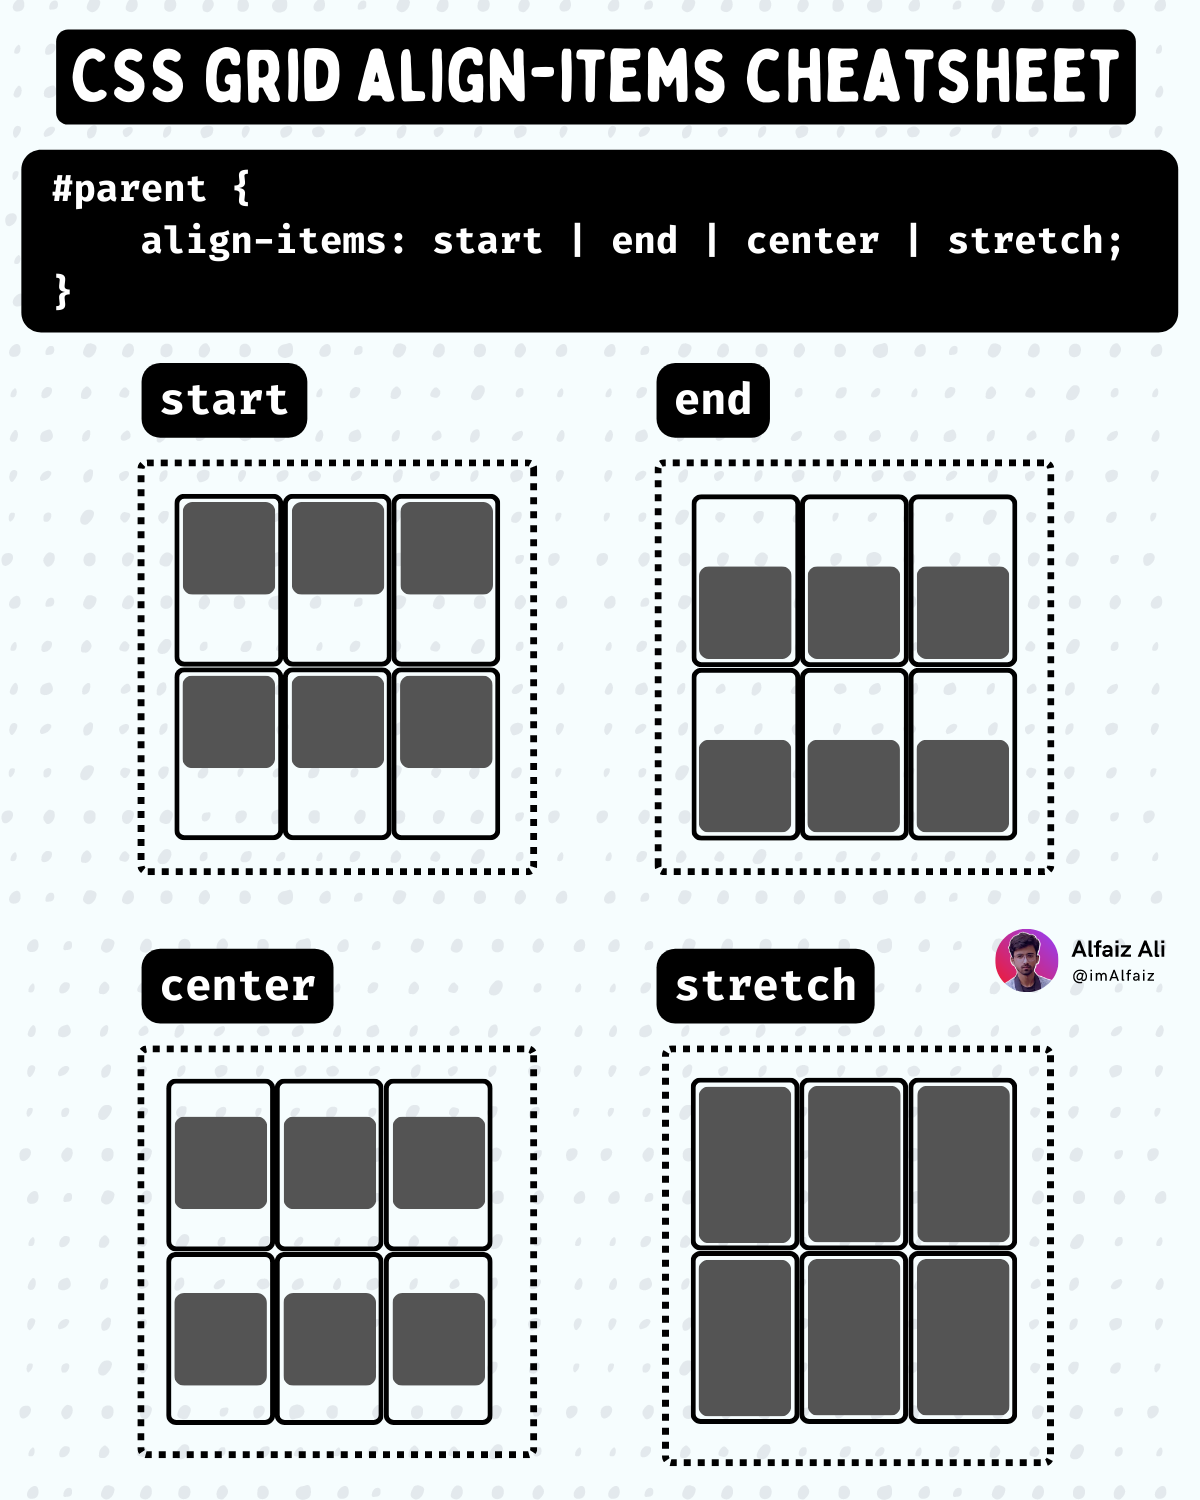 CSS GRID ALIGN-ITEMS CHEATSHEET
#parent {
    align-items: start | end | center | stretch;
}
start
end
center
stretch
Alfaiz Ali
@imAlfaiz